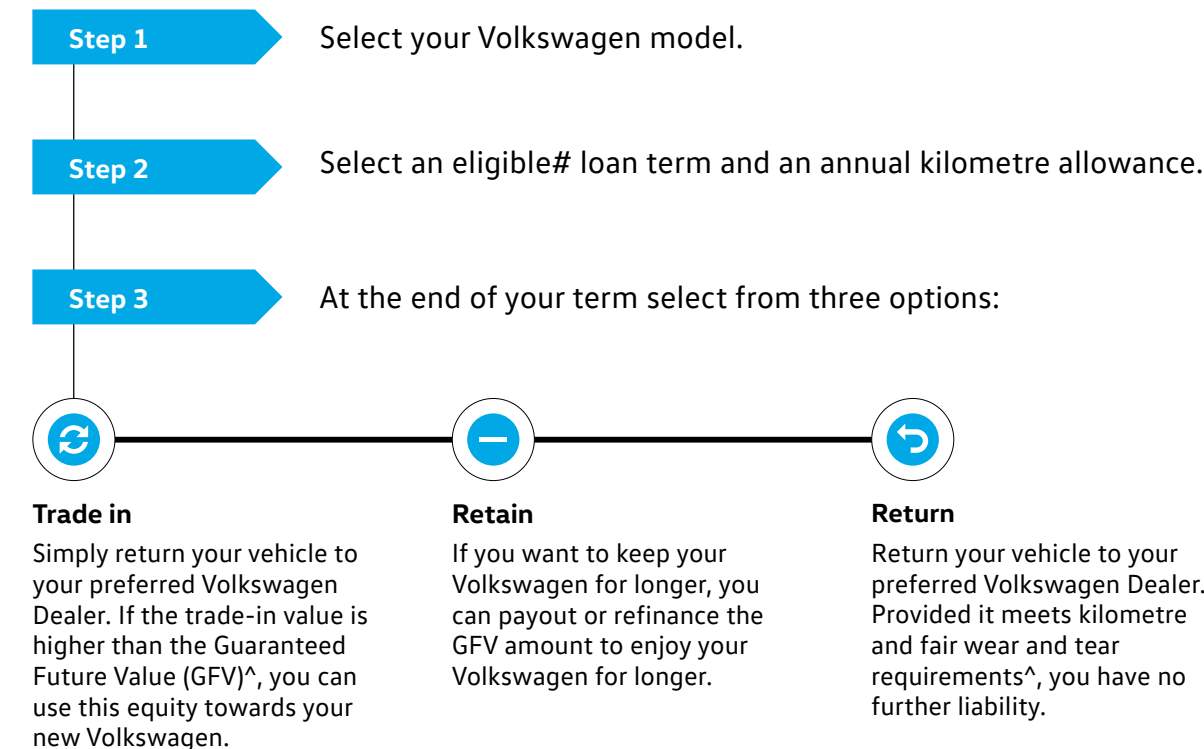 Step 1
Select your Volkswagen model.
Step 2
Select an eligible# loan term and an annual kilometre allowance.
Step 3
At the end of your term select from three options:
Trade in
Simply return your vehicle to
your preferred Volkswagen
Dealer. If the trade-in value is
higher than the Guaranteed
Future Value (GFV)^, you can
use this equity towards your
new Volkswagen.
Retain
If you want to keep your
Volkswagen for longer, you
can payout or refinance the
GFV amount to enjoy your
Volkswagen for longer.
Return
Return your vehicle to your
preferred Volkswagen Dealer.
Provided it meets kilometre
and fair wear and tear
requirements^, you have no
further liability.